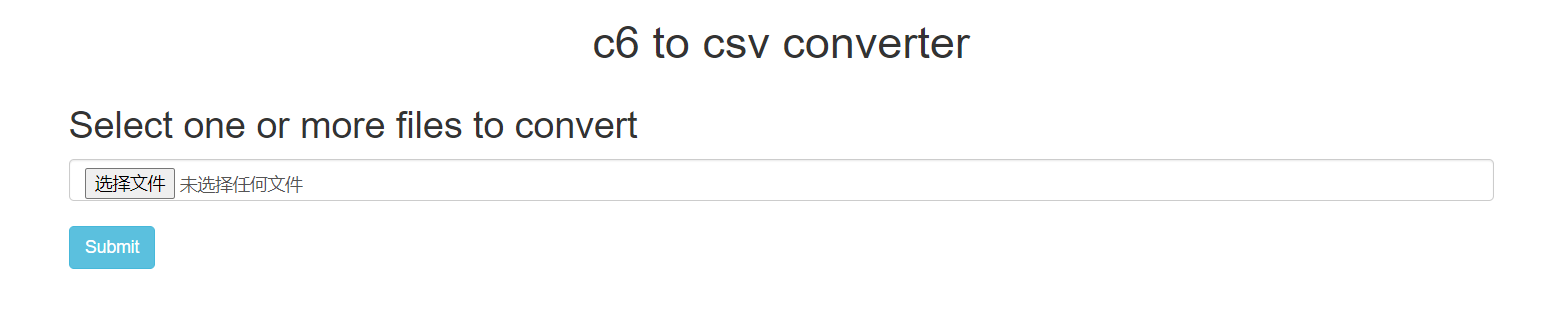 c6 to csv converter
Select one or more files to convert
选择文件 未选择任何文件
Submit